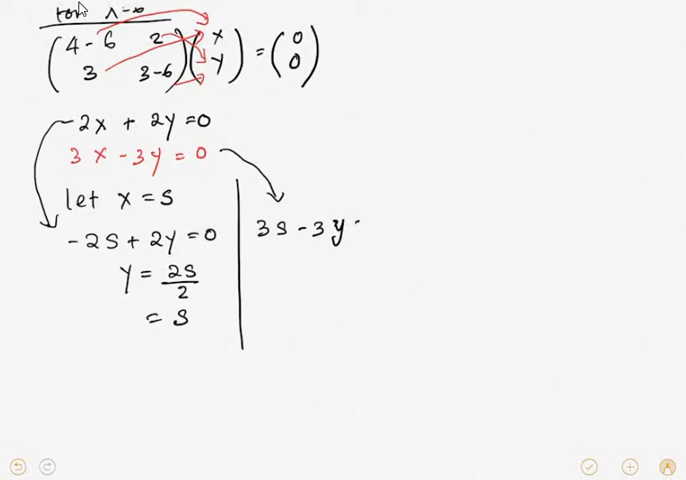 for λ=6
(4-6 2 3 3-6)(x y) = (0 0)
-2x + 2y = 0
3x - 3y = 0
let x = s
-2s + 2y = 0
y = 2s/2
= s
3s - 3y